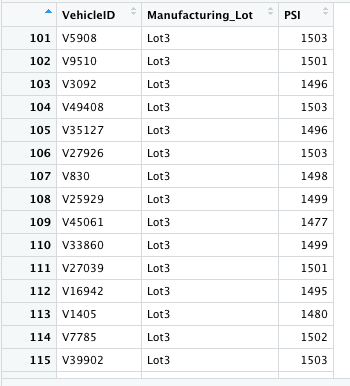 VehicleID Manufacturing_Lot PSI
101 V5908 Lot3 1503
102 V9510 Lot3 1501
103 V3092 Lot3 1496
104 V49408 Lot3 1503
105 V35127 Lot3 1496
106 V27926 Lot3 1503
107 V830 Lot3 1498
108 V25929 Lot3 1499
109 V45061 Lot3 1477
110 V33860 Lot3 1499
111 V27039 Lot3 1501
112 V16942 Lot3 1495
113 V1405 Lot3 1480
114 V7785 Lot3 1502
115 V39902 Lot3 1503